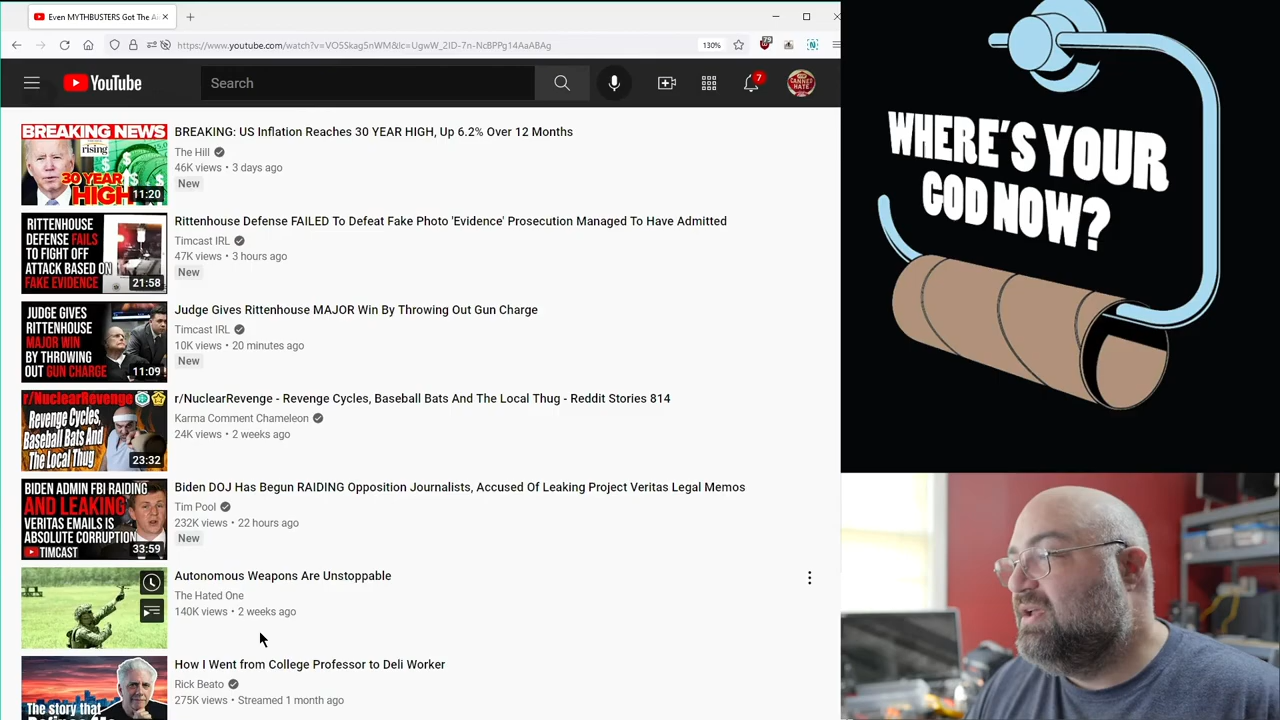 Even MYTHBUSTERS Got The A
https://www.youtube.com/watch?v=VO5SkagSnWM&lc=UgwW_2ID-7n-NcBPPg14AaABAg
130%
YouTube
Search
7
BREAKING NEWS
rising
30 YEAR
HIGH
11:20
BREAKING: US Inflation Reaches 30 YEAR HIGH, Up 6.2% Over 12 Months
The Hill
46K views • 3 days ago
New
RITTENHOUSE
DEFENSE FAILS
TO FIGHT OFF
ATTACK BASED ON
FAKE EVIDENCE
21:58
Rittenhouse Defense FAILED To Defeat Fake Photo 'Evidence' Prosecution Managed To Have Admitted
Timcast IRL
47K views • 3 hours ago
New
JUDGE GIVES
RITTENHOUSE
MAJOR WIN
BY THROWING
OUT GUN CHARGE
11:09
Judge Gives Rittenhouse MAJOR Win By Throwing Out Gun Charge
Timcast IRL
10K views • 20 minutes ago
New
r/NuclearRevenge
Revenge Cycles,
Baseball Bats And
The Local Thug
23:32
r/NuclearRevenge - Revenge Cycles, Baseball Bats And The Local Thug - Reddit Stories 814
Karma Comment Chameleon
24K views • 2 weeks ago
BIDEN ADMIN FBI RAIDING
AND LEAKING
VERITAS EMAILS IS
ABSOLUTE CORRUPTION
TIMCAST
33:59
Biden DOJ Has Begun RAIDING Opposition Journalists, Accused Of Leaking Project Veritas Legal Memos
Tim Pool
232K views • 22 hours ago
New
Autonomous Weapons Are Unstoppable
The Hated One
140K views • 2 weeks ago
The story that
How I Went from College Professor to Deli Worker
Rick Beato
275K views • Streamed 1 month ago
WHERE'S YOUR
GOD NOW?